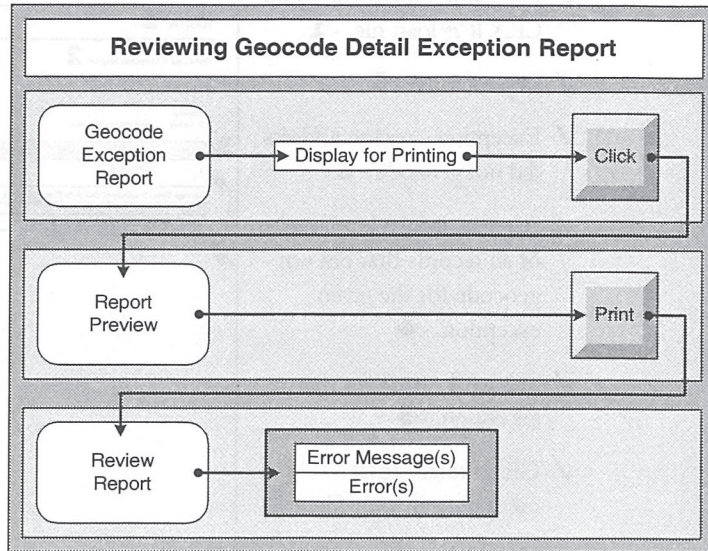 Reviewing Geocode Detail Exception Report
Geocode
Exception
Report
Display for Printing
Click
Report
Preview
Print
Review
Report
Error Message(s)
Error(s)